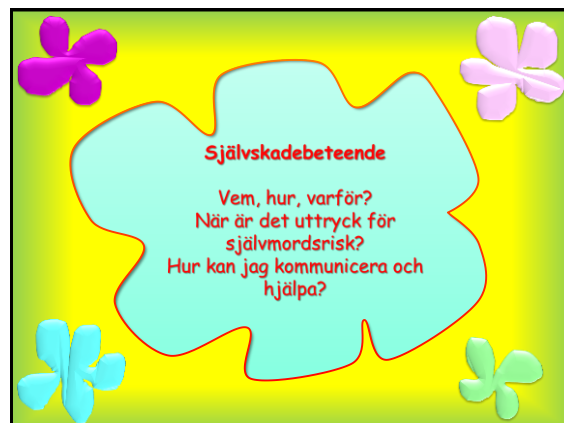 Självskadebeteende
Vem, hur, varför?
När är det uttryck för
självmordsrisk?
Hur kan jag kommunicera och
hjälpa?